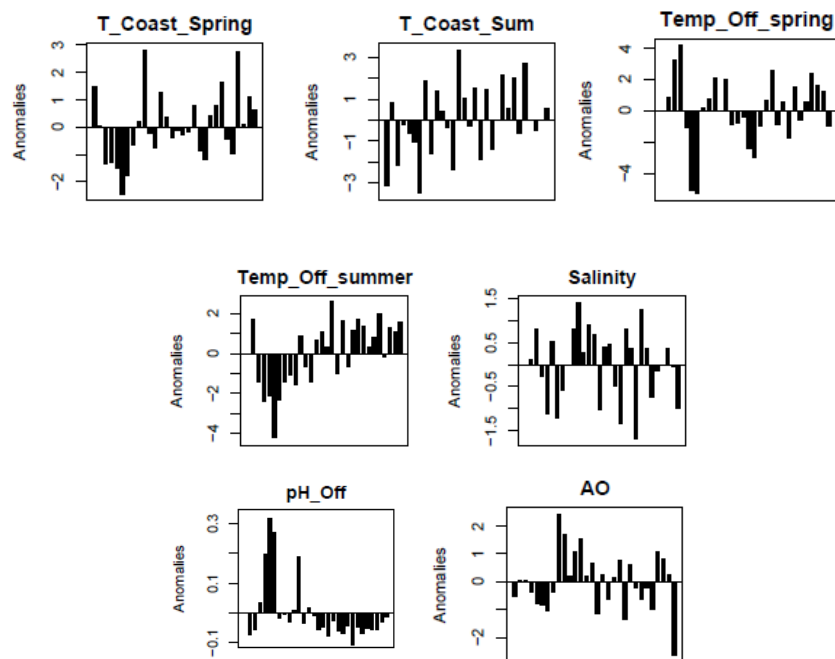 T_Coast_Spring
T_Coast_Sum
Temp_Off_spring
Anomalies
3
2
1
0
−2
Anomalies
3
1
−1
−3
Anomalies
4
2
0
−4
Temp_Off_summer
Salinity
Anomalies
2
0
−2
−4
Anomalies
1.5
0.5
−0.5
−1.5
pH_Off
AO
Anomalies
0.3
0.1
−0.1
Anomalies
2
1
0
−2